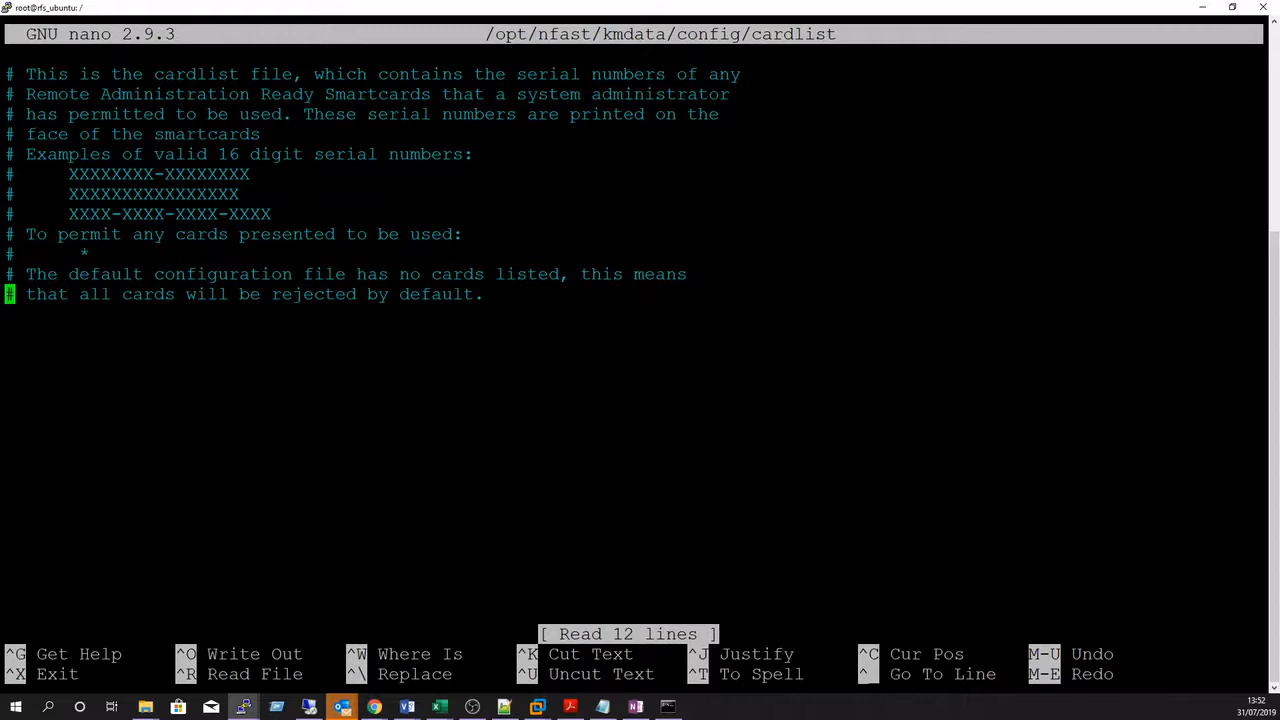 root@rfs_ubuntu: /
GNU nano 2.9.3 /opt/nfast/kmdata/config/cardlist
# This is the cardlist file, which contains the serial numbers of any
# Remote Administration Ready Smartcards that a system administrator
# has permitted to be used. These serial numbers are printed on the
# face of the smartcards
# Examples of valid 16 digit serial numbers:
# XXXXXXXX-XXXXXXXX
# XXXXXXXXXXXXXXXX
# XXXX-XXXX-XXXX-XXXX
# To permit any cards presented to be used:
# *
# The default configuration file has no cards listed, this means
# that all cards will be rejected by default.
[ Read 12 lines ]
^G Get Help ^O Write Out ^W Where Is ^K Cut Text ^J Justify ^C Cur Pos M-U Undo
^X Exit ^R Read File ^\ Replace ^U Uncut Text ^T To Spell ^_ Go To Line M-E Redo
13:52
31/07/2019